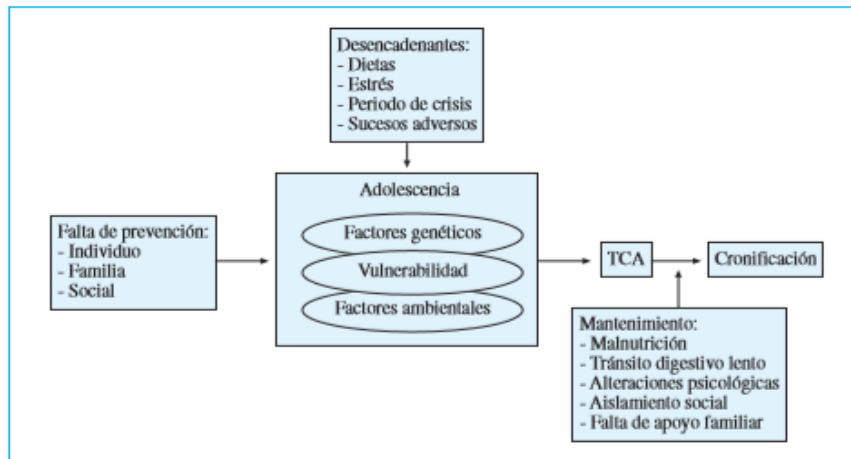 Desencadenantes:
- Dietas
- Estrés
- Periodo de crisis
- Sucesos adversos
Adolescencia
Factores genéticos
Vulnerabilidad
Factores ambientales
Falta de prevención:
- Individuo
- Familia
- Social
TCA
Cronificación
Mantenimiento:
- Malnutrición
- Tránsito digestivo lento
- Alteraciones psicológicas
- Aislamiento social
- Falta de apoyo familiar